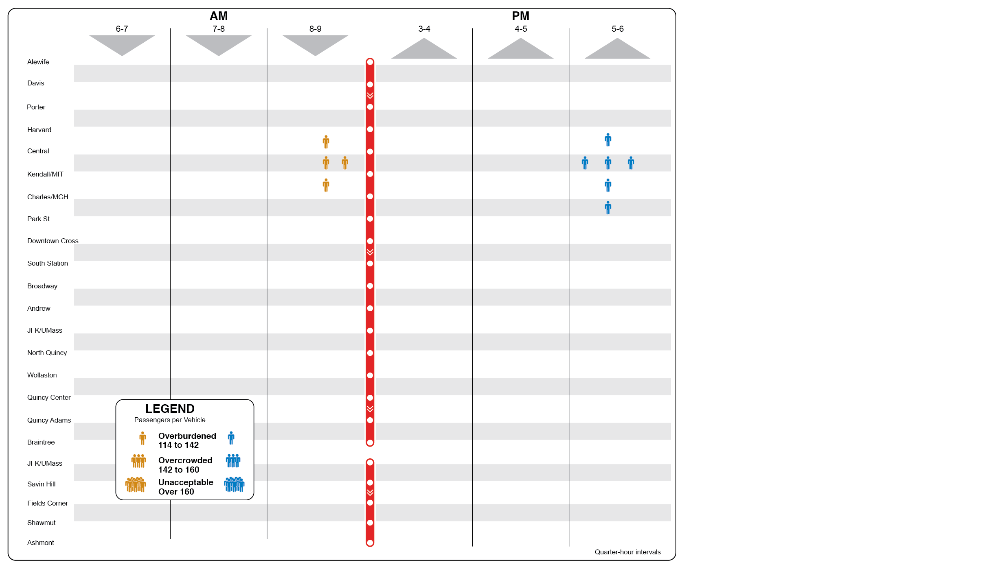 AM
PM
6-7
7-8
8-9
3-4
4-5
5-6
Alewife
Davis
Porter
Harvard
Central
Kendall/MIT
Charles/MGH
Park St
Downtown Cross.
South Station
Broadway
Andrew
JFK/UMass
North Quincy
Wollaston
Quincy Center
Quincy Adams
Braintree
JFK/UMass
Savin Hill
Fields Corner
Shawmut
Ashmont
LEGEND
Passengers per Vehicle
Overburdened
114 to 142
Overcrowded
142 to 160
Unacceptable
Over 160
Quarter-hour intervals